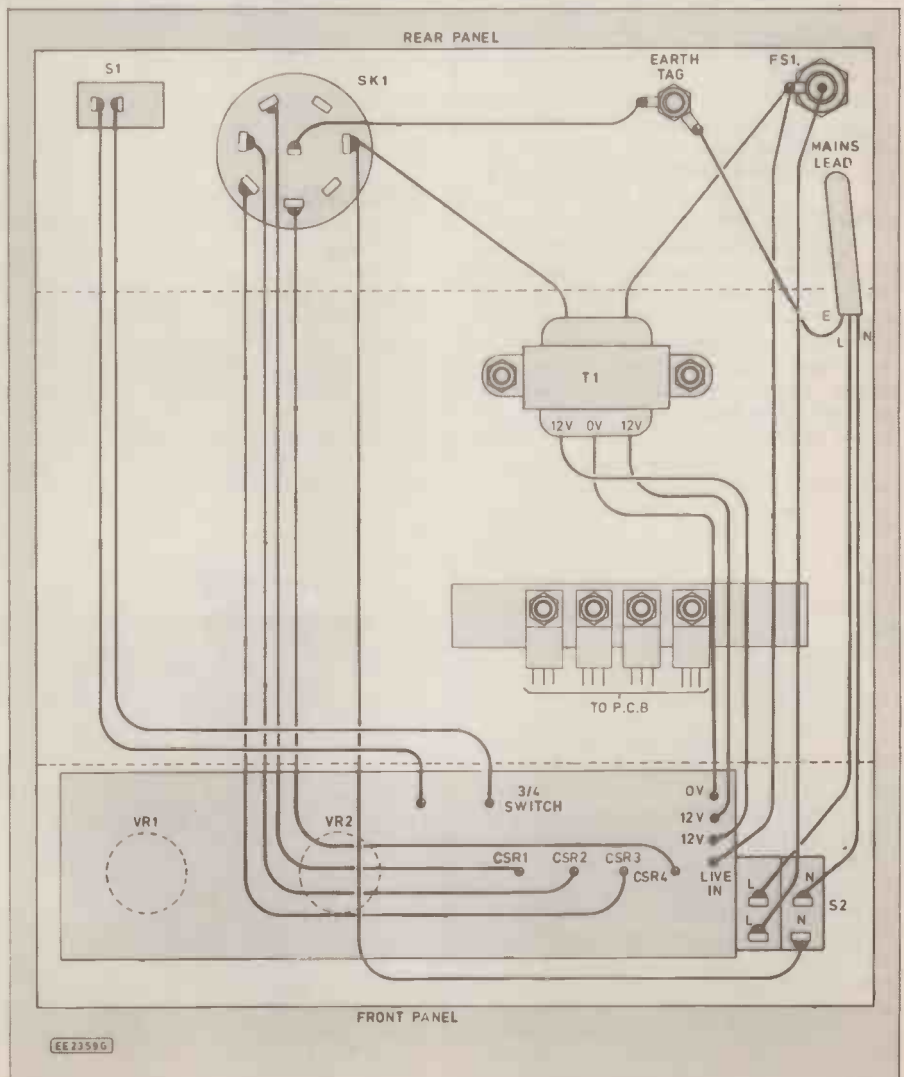 REAR PANEL
S1
SK1
EARTH
TAG
FS1.
MAINS
LEAD
E
L
N
T1
12V 0V 12V
TO P.C.B
3/4
SWITCH
0V
12V
12V
LIVE
IN
VR1
VR2
CSR1
CSR2
CSR3
CSR4
L
N
L
N
S2
FRONT PANEL
EE2359G